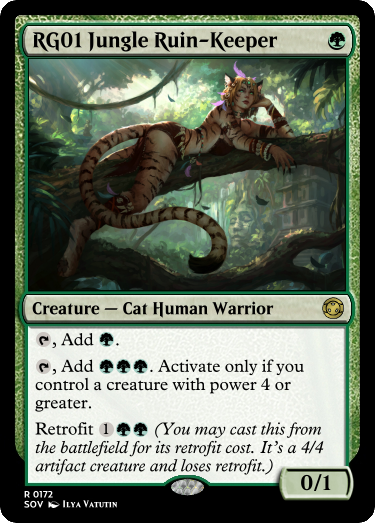 RG01 Jungle Ruin-Keeper
Creature — Cat Human Warrior
, Add .
, Add . Activate only if you
control a creature with power 4 or
greater.
Retrofit 1 (You may cast this from
the battlefield for its retrofit cost. It's a 4/4
artifact creature and loses retrofit.)
0/1
R 0172
SOV Ilya Vatutin